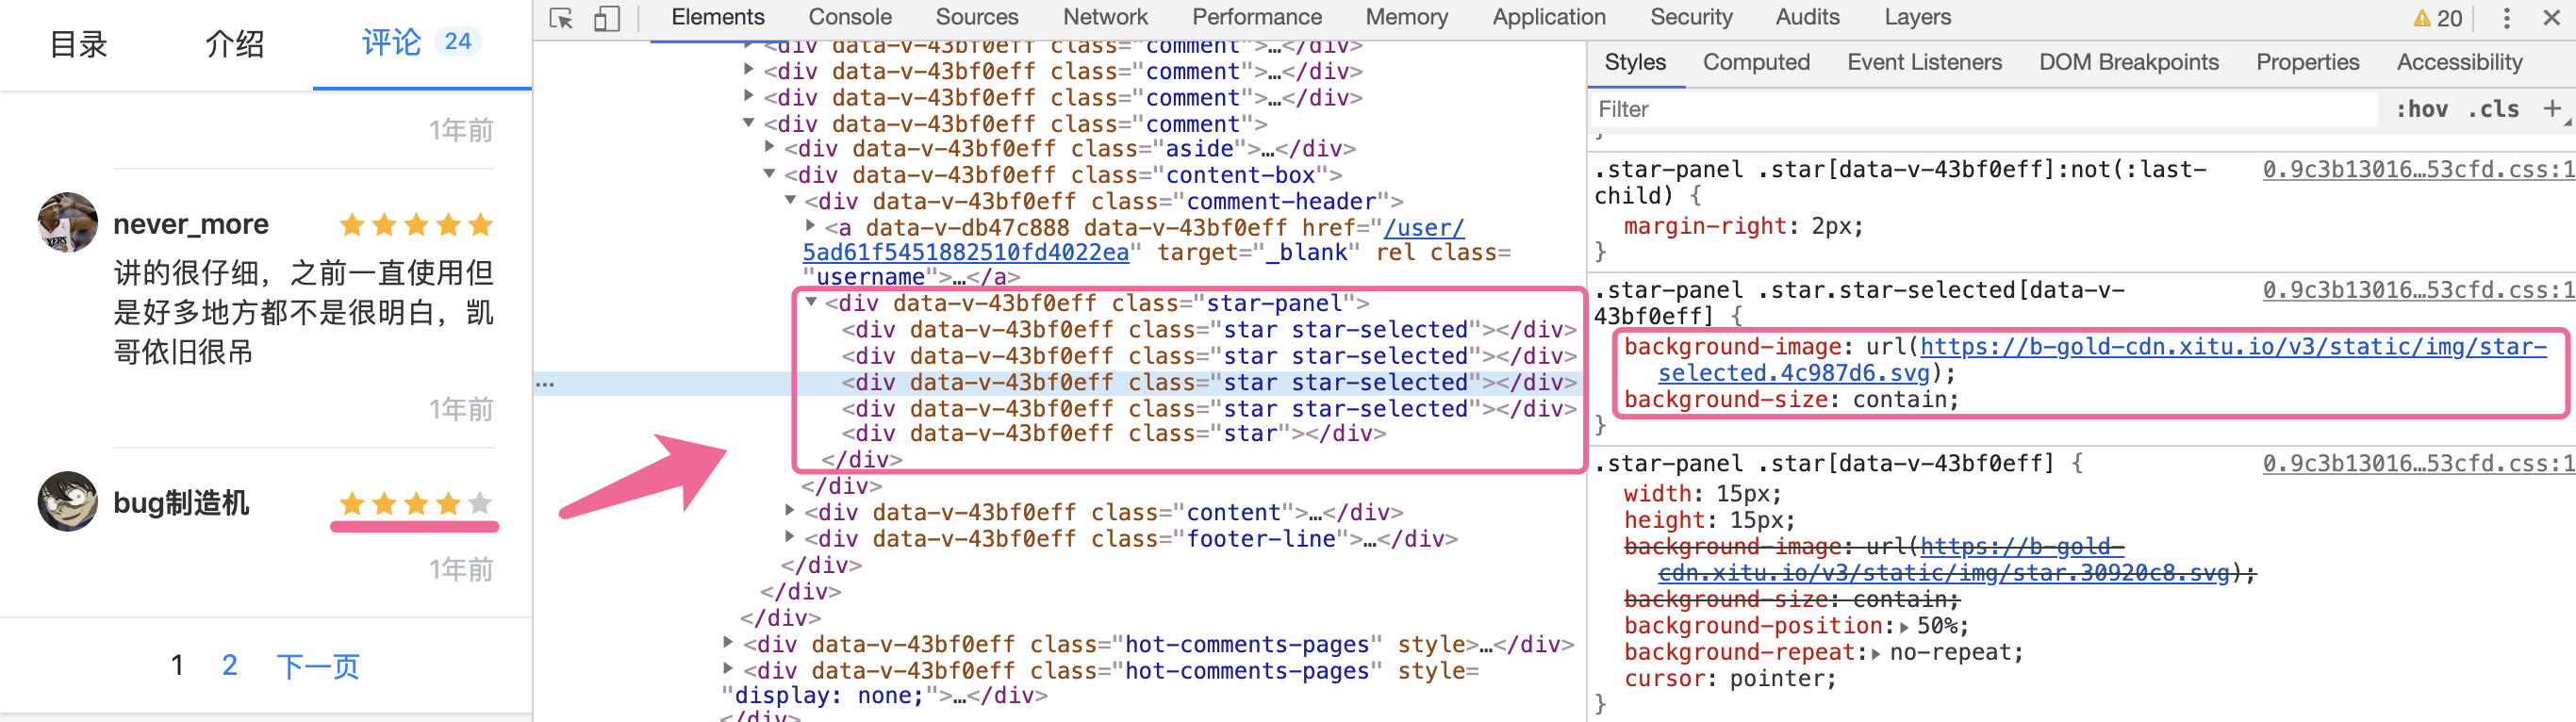 目录 介绍 评论 24
1年前
never_more
讲的很仔细，之前一直使用但
是好多地方都不是很明白，凯
哥依旧很吊
1年前
bug制造机
1年前
1 2 下一页
Elements Console Sources Network Performance Memory Application Security Audits Layers 20
<div data-v-43bf0eff class="comment">…</div>
<div data-v-43bf0eff class="comment">…</div>
<div data-v-43bf0eff class="comment">…</div>
<div data-v-43bf0eff class="comment">
<div data-v-43bf0eff class="aside">…</div>
<div data-v-43bf0eff class="content-box">
<div data-v-43bf0eff class="comment-header">
<a data-v-db47c888 data-v-43bf0eff href="/user/
5ad61f5451882510fd4022ea" target="_blank" rel class=
"username">…</a>
<div data-v-43bf0eff class="star-panel">
<div data-v-43bf0eff class="star star-selected"></div>
<div data-v-43bf0eff class="star star-selected"></div>
… <div data-v-43bf0eff class="star star-selected"></div>
<div data-v-43bf0eff class="star star-selected"></div>
<div data-v-43bf0eff class="star"></div>
</div>
</div>
<div data-v-43bf0eff class="content">…</div>
<div data-v-43bf0eff class="footer-line">…</div>
</div>
</div>
</div>
<div data-v-43bf0eff class="hot-comments-pages" style>…</div>
<div data-v-43bf0eff class="hot-comments-pages" style=
"display: none;">…</div>
</div>
Styles Computed Event Listeners DOM Breakpoints Properties Accessibility
Filter :hov .cls +
}
.star-panel .star[data-v-43bf0eff]:not(:last- 0.9c3b13016…53cfd.css:1
child) {
margin-right: 2px;
}
.star-panel .star.star-selected[data-v- 0.9c3b13016…53cfd.css:1
43bf0eff] {
background-image: url(https://b-gold-cdn.xitu.io/v3/static/img/star-
selected.4c987d6.svg);
background-size: contain;
}
.star-panel .star[data-v-43bf0eff] { 0.9c3b13016…53cfd.css:1
width: 15px;
height: 15px;
background-image: url(https://b-gold-
cdn.xitu.io/v3/static/img/star.30920c8.svg);
background-size: contain;
background-position: 50%;
background-repeat: no-repeat;
cursor: pointer;
}